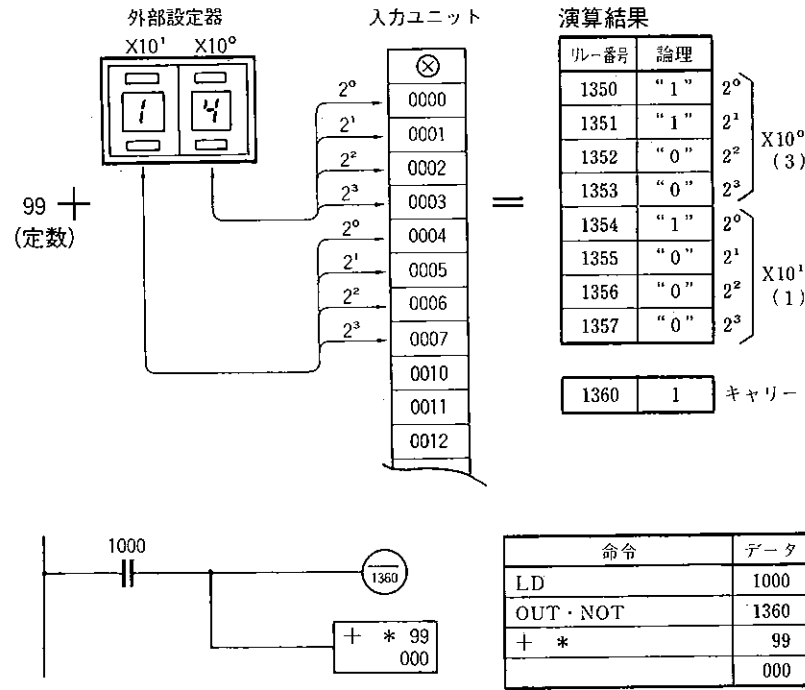 外部設定器
X10¹ X10⁰
1 4
99 +
(定数)
2⁰
2¹
2²
2³
2⁰
2¹
2²
2³
入力ユニット
0000
0001
0002
0003
0004
0005
0006
0007
0010
0011
0012
=
演算結果
リレー番号 論理
1350 “1” 2⁰
1351 “1” 2¹
1352 “0” 2²
1353 “0” 2³
X10⁰
(3)
1354 “1” 2⁰
1355 “0” 2¹
1356 “0” 2²
1357 “0” 2³
X10¹
(1)
1360 1 キャリー
1000
1360
+ * 99
000
命令 データ
LD 1000
OUT・NOT 1360
+ * 99
000